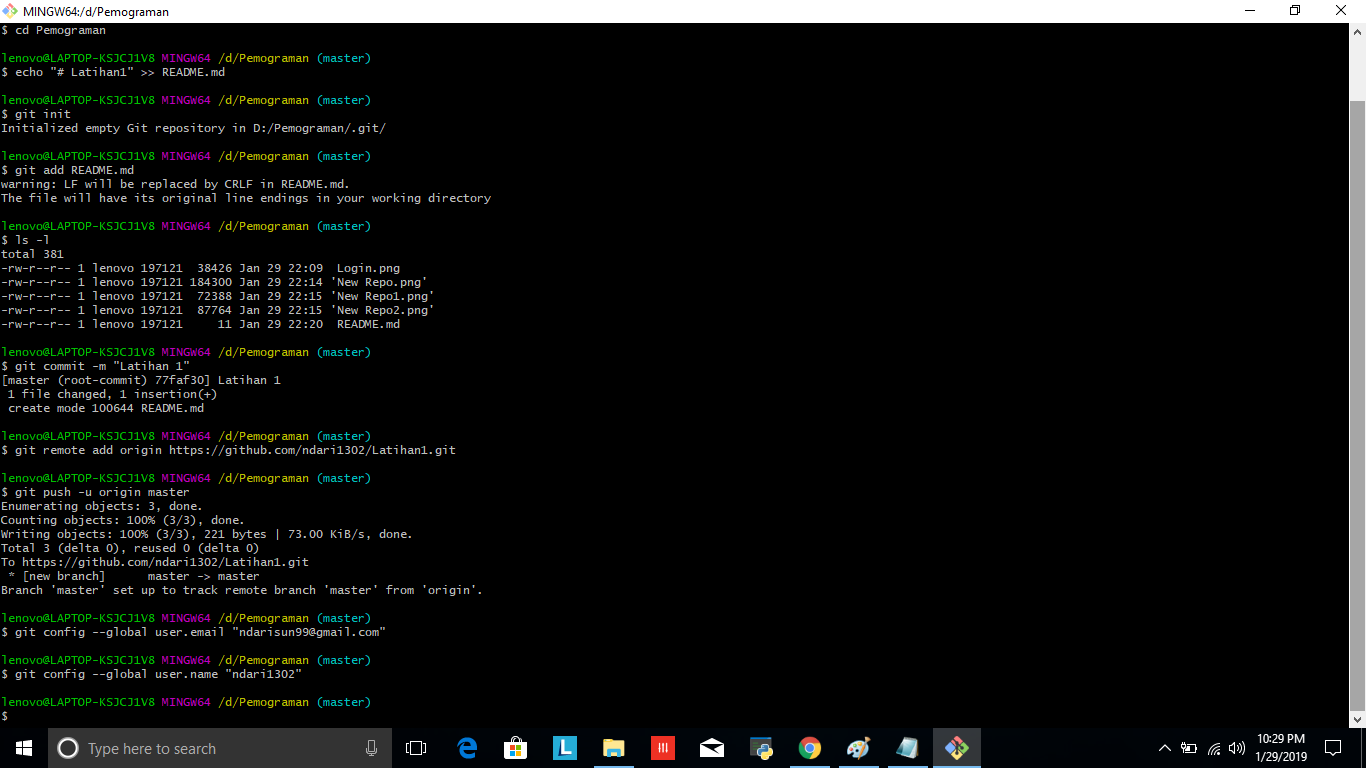 MINGW64:/d/Pemograman
$ cd Pemograman
lenovo@LAPTOP-KSJCJ1V8 MINGW64 /d/Pemograman (master)
$ echo "# Latihan1" >> README.md
lenovo@LAPTOP-KSJCJ1V8 MINGW64 /d/Pemograman (master)
$ git init
Initialized empty Git repository in D:/Pemograman/.git/
lenovo@LAPTOP-KSJCJ1V8 MINGW64 /d/Pemograman (master)
$ git add README.md
warning: LF will be replaced by CRLF in README.md.
The file will have its original line endings in your working directory
lenovo@LAPTOP-KSJCJ1V8 MINGW64 /d/Pemograman (master)
$ ls -l
total 381
-rw-r--r-- 1 lenovo 197121  38426 Jan 29 22:09  Login.png
-rw-r--r-- 1 lenovo 197121 184300 Jan 29 22:14 'New Repo.png'
-rw-r--r-- 1 lenovo 197121  72388 Jan 29 22:15 'New Repo1.png'
-rw-r--r-- 1 lenovo 197121  87764 Jan 29 22:15 'New Repo2.png'
-rw-r--r-- 1 lenovo 197121     11 Jan 29 22:20  README.md
lenovo@LAPTOP-KSJCJ1V8 MINGW64 /d/Pemograman (master)
$ git commit -m "Latihan 1"
[master (root-commit) 77faf30] Latihan 1
 1 file changed, 1 insertion(+)
 create mode 100644 README.md
lenovo@LAPTOP-KSJCJ1V8 MINGW64 /d/Pemograman (master)
$ git remote add origin https://github.com/ndari1302/Latihan1.git
lenovo@LAPTOP-KSJCJ1V8 MINGW64 /d/Pemograman (master)
$ git push -u origin master
Enumerating objects: 3, done.
Counting objects: 100% (3/3), done.
Writing objects: 100% (3/3), 221 bytes | 73.00 KiB/s, done.
Total 3 (delta 0), reused 0 (delta 0)
To https://github.com/ndari1302/Latihan1.git
 * [new branch]      master -> master
Branch 'master' set up to track remote branch 'master' from 'origin'.
lenovo@LAPTOP-KSJCJ1V8 MINGW64 /d/Pemograman (master)
$ git config --global user.email "ndarisun99@gmail.com"
lenovo@LAPTOP-KSJCJ1V8 MINGW64 /d/Pemograman (master)
$ git config --global user.name "ndari1302"
lenovo@LAPTOP-KSJCJ1V8 MINGW64 /d/Pemograman (master)
$
Type here to search
L
10:29 PM
1/29/2019